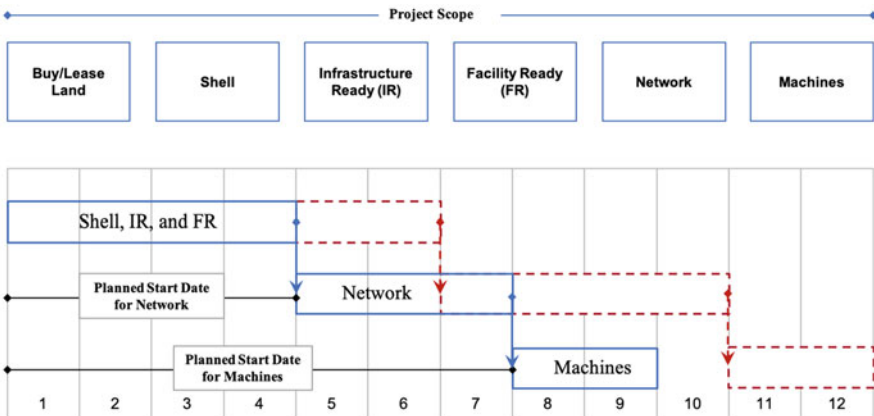 Project Scope
Buy/Lease
Land
Shell
Infrastructure
Ready (IR)
Facility Ready
(FR)
Network
Machines
Shell, IR, and FR
Planned Start Date
for Network
Network
Planned Start Date
for Machines
Machines
1 2 3 4 5 6 7 8 9 10 11 12